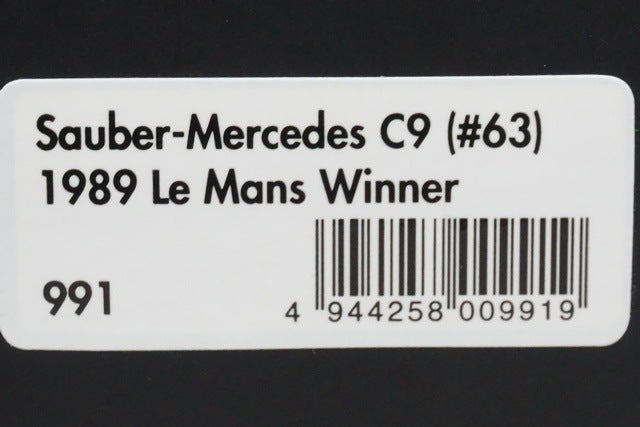 Sauber-Mercedes C9 (#63)
1989 Le Mans Winner
991
4 944258 009919